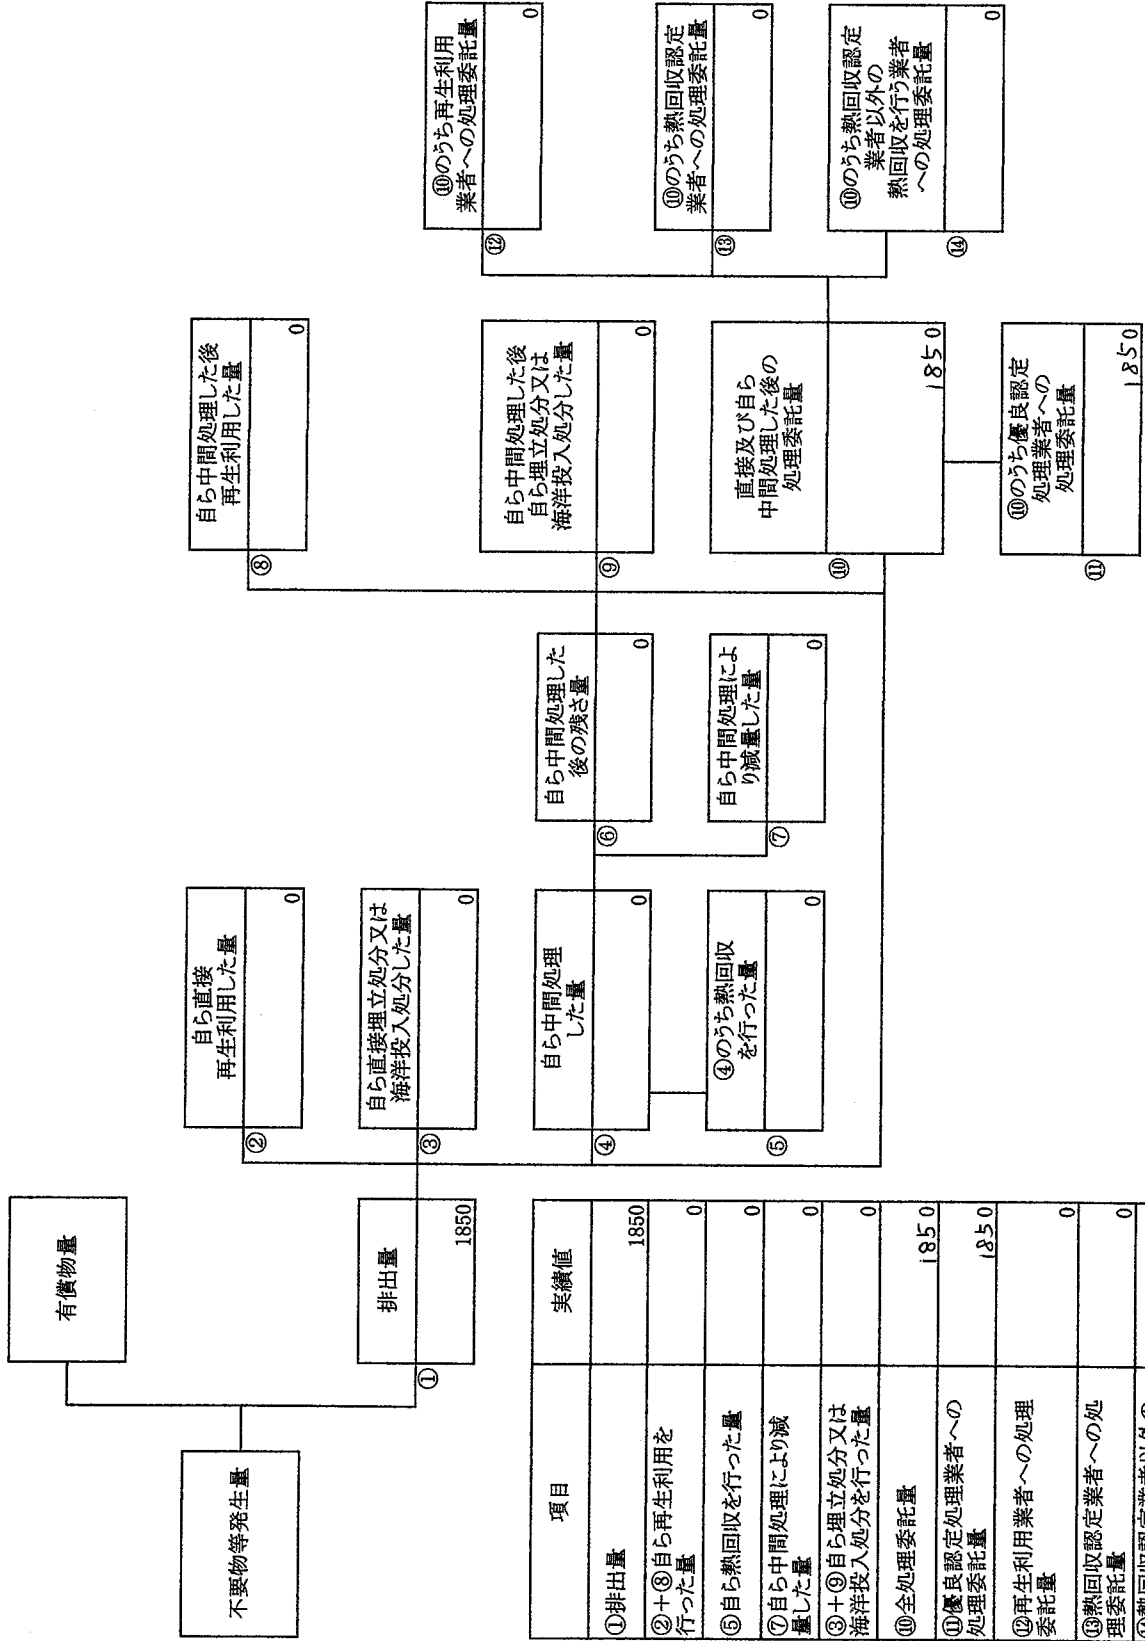 不要物等発生量
有償物量
①
排出量
1850
②
自ら直接
再生利用した量
0
③
自ら直接埋立処分又は
海洋投入処分した量
0
④
自ら中間処理
した量
0
⑤
④のうち熱回収
を行った量
0
⑥
自ら中間処理した
後の残さ量
0
⑦
自ら中間処理によ
り減量した量
0
⑧
自ら中間処理した後
再生利用した量
0
⑨
自ら中間処理した後
自ら埋立処分又は
海洋投入処分した量
0
⑩
直接及び自ら
中間処理した後の
処理委託量
1850
⑪
⑩のうち優良認定
処理業者への
処理委託量
1850
⑫
⑩のうち再生利用
業者への処理委託量
0
⑬
⑩のうち熱回収認定
業者への処理委託量
0
⑭
⑩のうち熱回収認定
業者以外の
熱回収を行う業者
への処理委託量
0
項目 実績値
①排出量 1850
②+⑧自ら再生利用を
行った量 0
⑤自ら熱回収を行った量 0
⑦自ら中間処理により減
量した量 0
③+⑨自ら埋立処分又は
海洋投入処分を行った量 0
⑩全処理委託量 1850
⑪優良認定処理業者への
処理委託量 1850
⑫再生利用業者への処理
委託量 0
⑬熱回収認定業者への処
理委託量 0